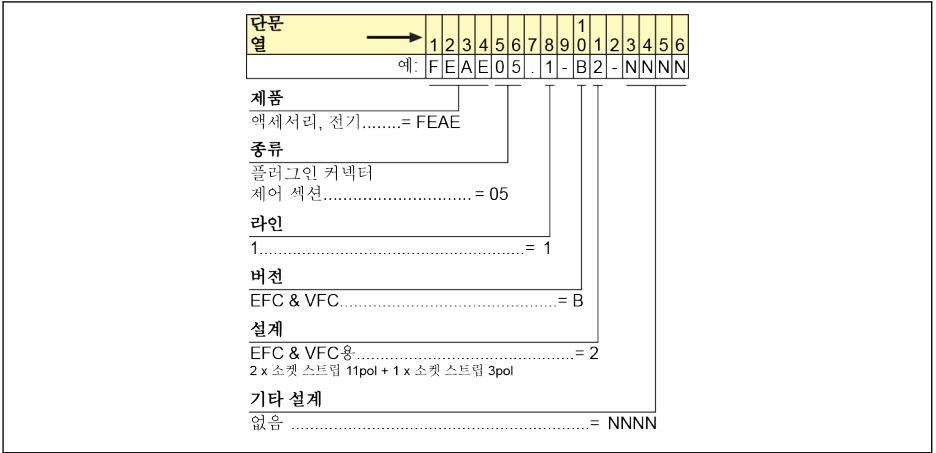 단문
열 1 2 3 4 5 6 7 8 9 10 1 2 3 4 5 6
예: F E A E 0 5 . 1 - B 2 - N N N N
제품
액세서리, 전기........= FEAE
종류
플러그인 커넥터
제어 섹션.............................= 05
라인
1........................................................= 1
버전
EFC & VFC..............................................= B
설계
EFC & VFC용...............................................= 2
2 x 소켓 스트립 11pol + 1 x 소켓 스트립 3pol
기타 설계
없음 ...............................................................= NNNN